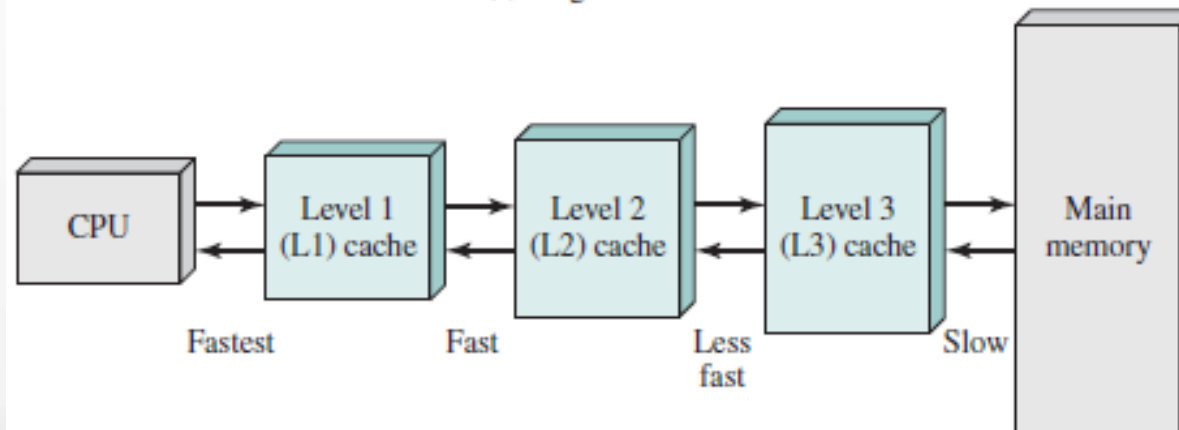 CPU
Level 1
(L1) cache
Level 2
(L2) cache
Level 3
(L3) cache
Main
memory
Fastest
Fast
Less
fast
Slow